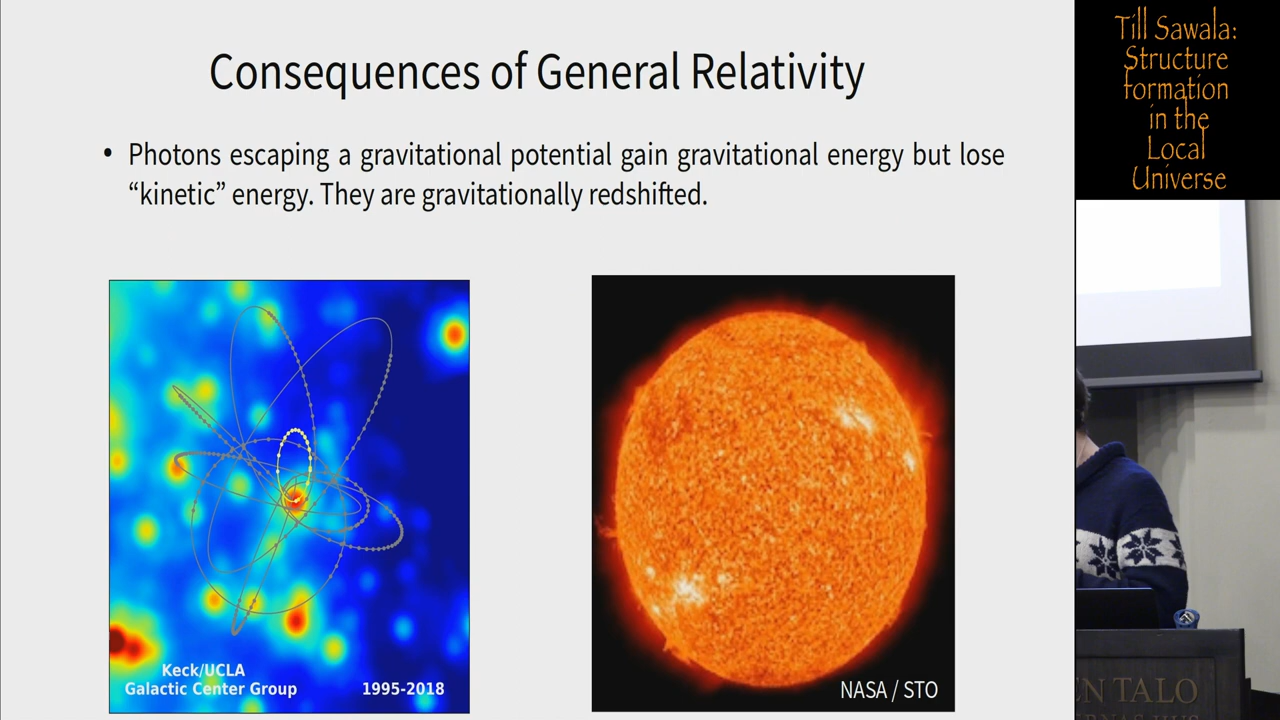 Consequences of General Relativity
• Photons escaping a gravitational potential gain gravitational energy but lose
“kinetic” energy. They are gravitationally redshifted.
Keck/UCLA
Galactic Center Group 1995-2018
NASA / STO
Till Sawala:
Structure
formation
in the
Local
Universe
EN TALO